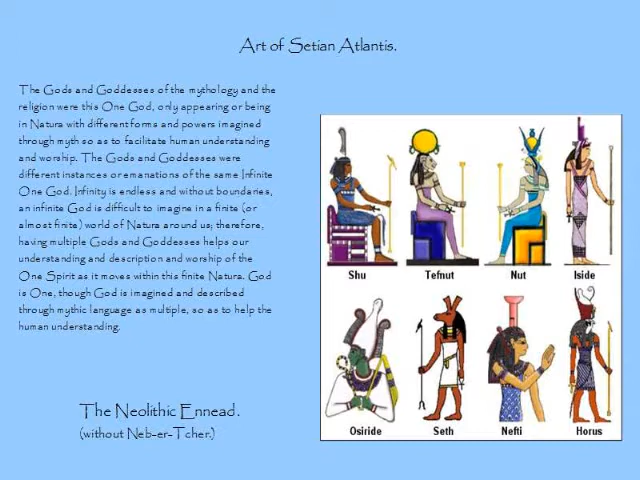 Art of Setian Atlantis.
The Gods and Goddesses of the mythology and the
religion were this One God, only appearing or being
in Natura with different forms and powers imagined
through myth so as to facilitate human understanding
and worship. The Gods and Goddesses were
different instances or emanations of the same Infinite
One God. Infinity is endless and without boundaries,
an infinite God is difficult to imagine in a finite (or
almost finite) world of Natura around us; therefore,
having multiple Gods and Goddesses helps our
understanding and description and worship of the
One Spirit as it moves within this finite Natura. God
is One, though God is imagined and described
through mythic language as multiple, so as to help the
human understanding.
Shu Tefnut Nut Iside
Osiride Seth Nefti Horus
The Neolithic Ennead.
(without Neb-er-Tcher.)